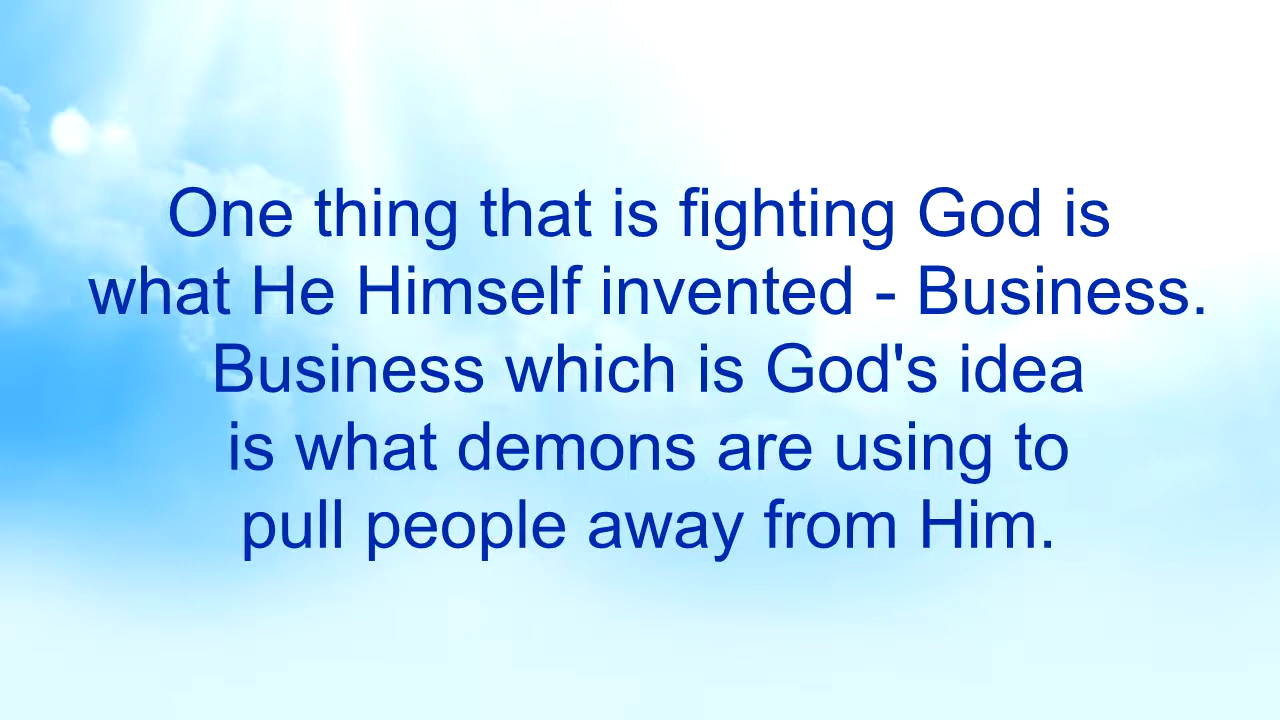 One thing that is fighting God is
what He Himself invented - Business.
Business which is God's idea
is what demons are using to
pull people away from Him.